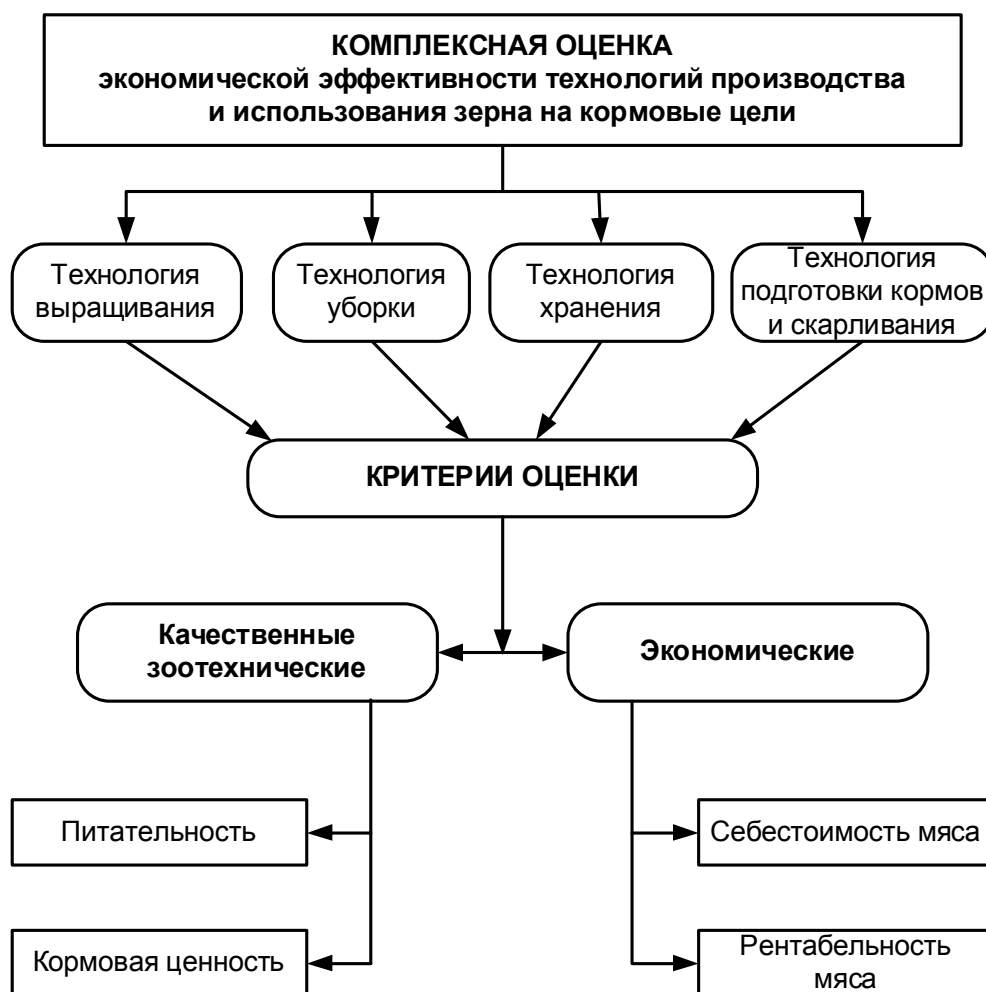 КОМПЛЕКСНАЯ ОЦЕНКА
экономической эффективности технологий производства
и использования зерна на кормовые цели
Технология
выращивания
Технология
уборки
Технология
хранения
Технология
подготовки кормов
и скарливания
КРИТЕРИИ ОЦЕНКИ
Качественные
зоотехнические
Экономические
Питательность
Себестоимость мяса
Кормовая ценность
Рентабельность
мяса